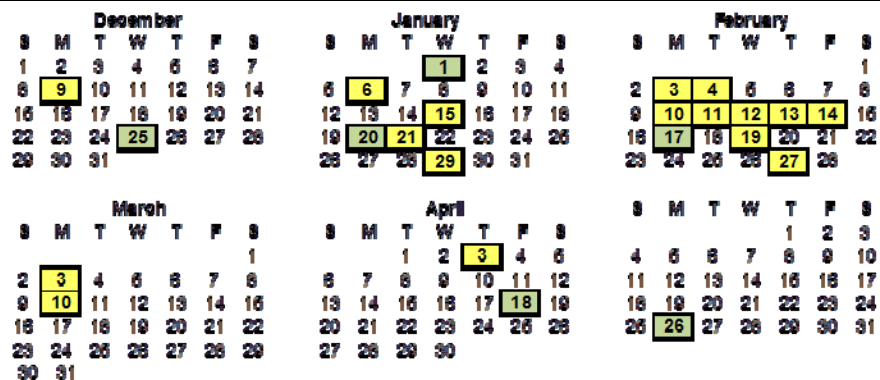 December
S M T W T F S
1 2 3 4 5 6 7
8 9 10 11 12 13 14
15 16 17 18 19 20 21
22 23 24 25 26 27 28
29 30 31
January
S M T W T F S
1 2 3 4
5 6 7 8 9 10 11
12 13 14 15 16 17 18
19 20 21 22 23 24 25
26 27 28 29 30 31
February
S M T W T F S
1
2 3 4 5 6 7 8
9 10 11 12 13 14 15
16 17 18 19 20 21 22
23 24 25 26 27 28
March
S M T W T F S
1
2 3 4 5 6 7 8
9 10 11 12 13 14 15
16 17 18 19 20 21 22
23 24 25 26 27 28 29
30 31
April
S M T W T F S
1 2 3 4 5
6 7 8 9 10 11 12
13 14 15 16 17 18 19
20 21 22 23 24 25 26
27 28 29 30
S M T W T F S
1 2 3
4 5 6 7 8 9 10
11 12 13 14 15 16 17
18 19 20 21 22 23 24
25 26 27 28 29 30 31